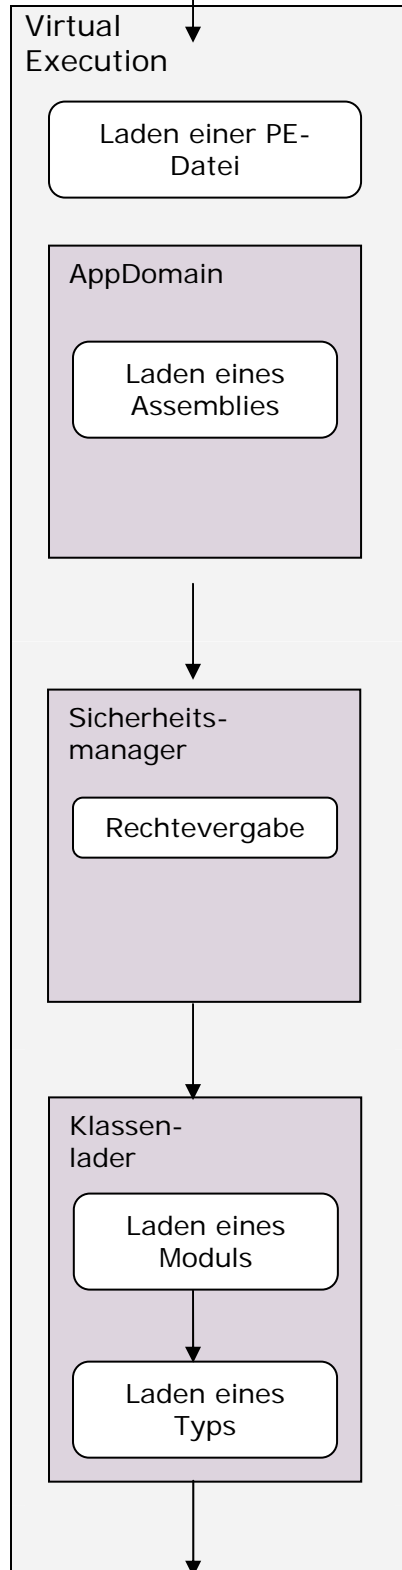 Virtual
Execution
Laden einer PE-
Datei
AppDomain
Laden eines
Assemblies
Sicherheits-
manager
Rechtevergabe
Klassen-
lader
Laden eines
Moduls
Laden eines
Typs